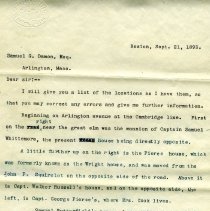 Boston, Sept. 21, 1892.
Samuel G. Damon, Esq.
Arlington, Mass.
Dear Sir:--
I will give you a list of the locations as I have them, so
that you may correct any errors and give me further information.
Beginning on Arlington avenue at the Cambridge line. First
on the near the great elm was the mansion of Captain Samuel
Whittemore, the present house being directly opposite.
A little further up on the right is the Pierce house, which
was formerly known as the Wright house, and was moved from the
John P. Squire lot on the opposite side of the road. Above it
is Capt. Walter Russell's house, and on the opposite side, the
left, is Capt. George Pierce's, where Mrs. Cook lives.